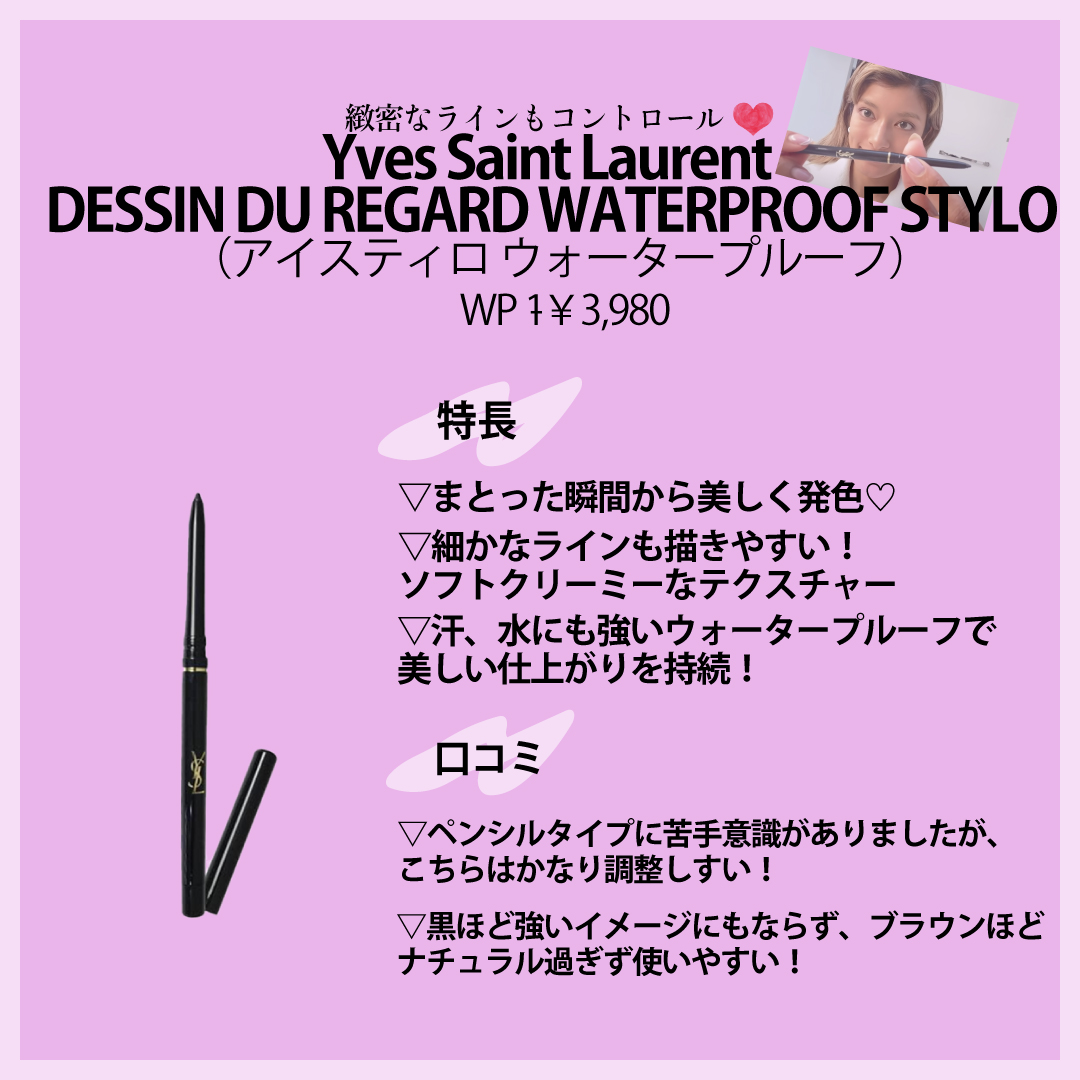 緻密なラインもコントロール
Yves Saint Laurent
DESSIN DU REGARD WATERPROOF STYLO
（アイスティロ ウォータープルーフ）
WP 1￥3,980
特長
▽まとった瞬間から美しく発色♡
▽細かなラインも描きやすい！
ソフトクリーミーなテクスチャー
▽汗、水にも強いウォータープルーフで
美しい仕上がりを持続！
口コミ
▽ペンシルタイプに苦手意識がありましたが、
こちらはかなり調整しすい！
▽黒ほど強いイメージにもならず、ブラウンほど
ナチュラル過ぎず使いやすい！
YSL